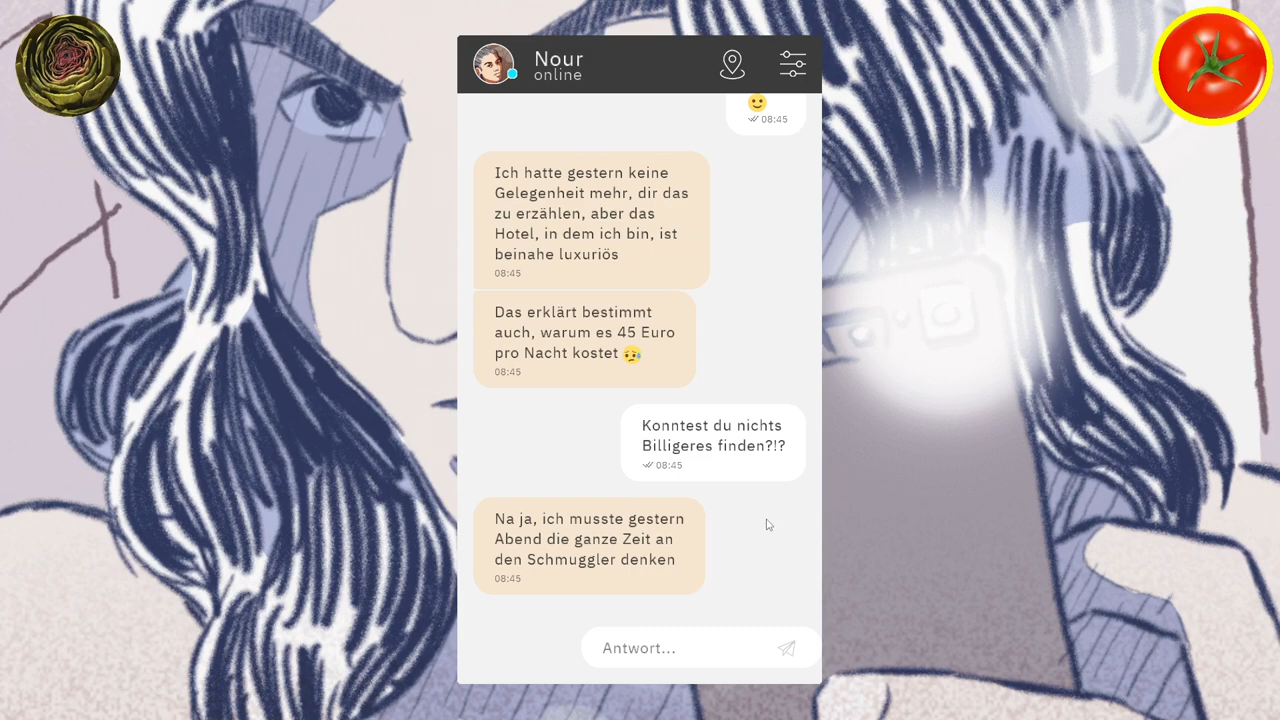 Nour
online
08:45
Ich hatte gestern keine
Gelegenheit mehr, dir das
zu erzählen, aber das
Hotel, in dem ich bin, ist
beinahe luxuriös
08:45
Das erklärt bestimmt
auch, warum es 45 Euro
pro Nacht kostet 😥
08:45
Konntest du nichts
Billigeres finden?!?
08:45
Na ja, ich musste gestern
Abend die ganze Zeit an
den Schmuggler denken
08:45
Antwort...